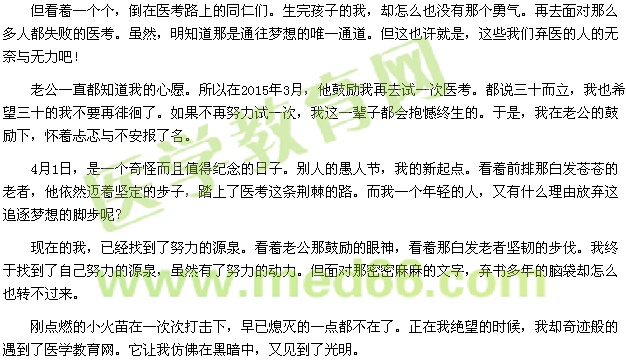 但看着一个个，倒在医考路上的同仁们。生完孩子的我，却怎么也没有那个勇气。再去面对那么
多人都失败的医考。虽然，明知道那是通往梦想的唯一通道。但这也许就是，这些我们弃医的人的无
奈与无力吧！
老公一直都知道我的心愿。所以在2015年3月，他鼓励我再去试一次医考。都说三十而立，我也希
望三十的我不要再徘徊了。如果不再努力试一次，我这一辈子都会抱憾终生的。于是，我在老公的鼓
励下，怀着忐忑与不安报了名。
4月1日，是一个奇怪而且值得纪念的日子。别人的愚人节，我的新起点。看着前排那白发苍苍的
老者，他依然迈着坚定的步子，踏上了医考这条荆棘的路。而我一个年轻的人，又有什么理由放弃这
追逐梦想的脚步呢？
现在的我，已经找到了努力的源泉。看着老公那鼓励的眼神，看着那白发老者坚韧的步伐。我终
于找到了自己努力的源泉，虽然有了努力的动力。但面对那密密麻麻的文字，弃书多年的脑袋却怎么
也转不过来。
刚点燃的小火苗在一次次打击下，早已熄灭的一点都不在了。正在我绝望的时候，我却奇迹般的
遇到了医学教育网。它让我仿佛在黑暗中，又见到了光明。
医学教育网
www.med66.com